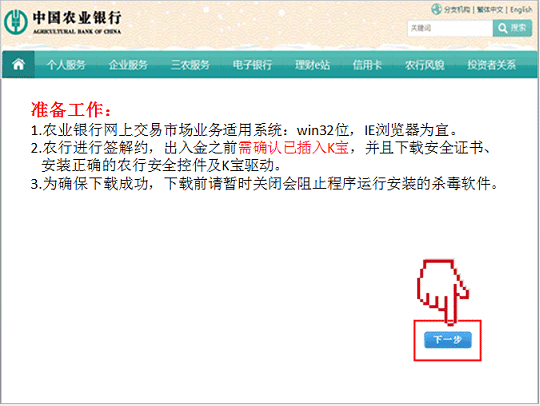 中国农业银行
AGRICULTURAL BANK OF CHINA
分支机构 | 繁体中文 | English
关键词 搜索
个人服务 企业服务 三农服务 电子银行 理财e站 信用卡 农行风貌 投资者关系
准备工作：
1.农业银行网上交易市场业务适用系统：win32位，IE浏览器为宜。
2.农行进行签解约，出入金之前需确认已插入K宝，并且下载安全证书、
安装正确的农行安全控件及K宝驱动。
3.为确保下载成功，下载前请暂时关闭会阻止程序运行安装的杀毒软件。
下一步